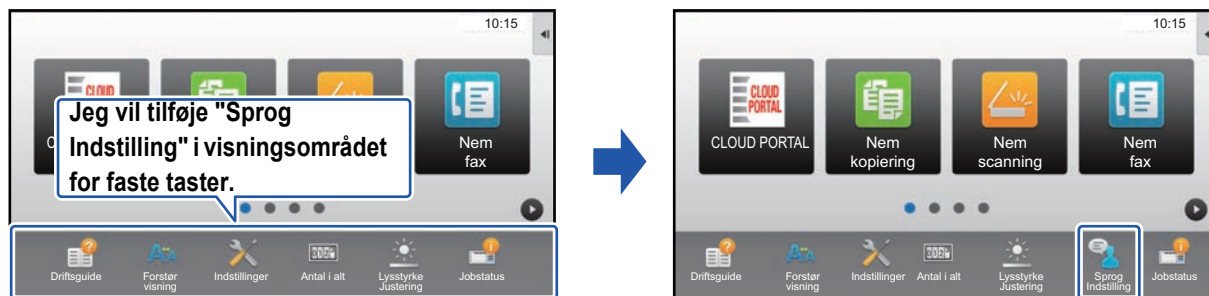 10:15
CLOUD
Jeg vil tilføje "Sprog
Indstilling" i visningsområdet
for faste taster.
Nem
fax
Driftsguide
Forstør
visning
Indstillinger
Antal i alt
Lysstyrke
Justering
Jobstatus
10:15
CLOUD
PORTAL
CLOUD PORTAL
Nem
kopiering
Nem
scanning
Nem
fax
Driftsguide
Forstør
visning
Indstillinger
Antal i alt
Lysstyrke
Justering
Sprog
Indstilling
Jobstatus